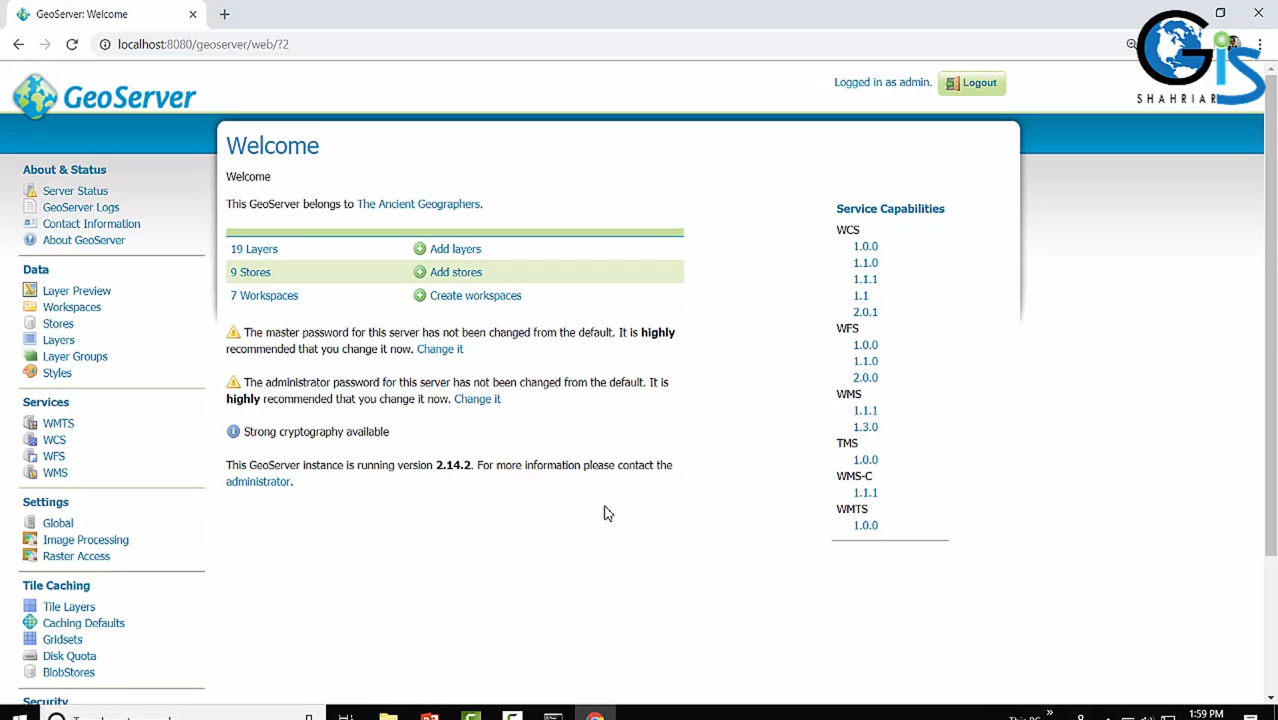 GeoServer: Welcome
localhost:8080/geoserver/web/?2
GIS
SHAHRIAR
GeoServer
Logged in as admin.
Logout
About & Status
Server Status
GeoServer Logs
Contact Information
About GeoServer
Data
Layer Preview
Workspaces
Stores
Layers
Layer Groups
Styles
Services
WMTS
WCS
WFS
WMS
Settings
Global
Image Processing
Raster Access
Tile Caching
Tile Layers
Caching Defaults
Gridsets
Disk Quota
BlobStores
Security
Welcome
Welcome
This GeoServer belongs to The Ancient Geographers.
19 Layers Add layers
9 Stores Add stores
7 Workspaces Create workspaces
The master password for this server has not been changed from the default. It is highly
recommended that you change it now. Change it
The administrator password for this server has not been changed from the default. It is
highly recommended that you change it now. Change it
Strong cryptography available
This GeoServer instance is running version 2.14.2. For more information please contact the
administrator.
Service Capabilities
WCS
1.0.0
1.1.0
1.1.1
1.1
2.0.1
WFS
1.0.0
1.1.0
2.0.0
WMS
1.1.1
1.3.0
TMS
1.0.0
WMS-C
1.1.1
WMTS
1.0.0
This PC
1:59 PM